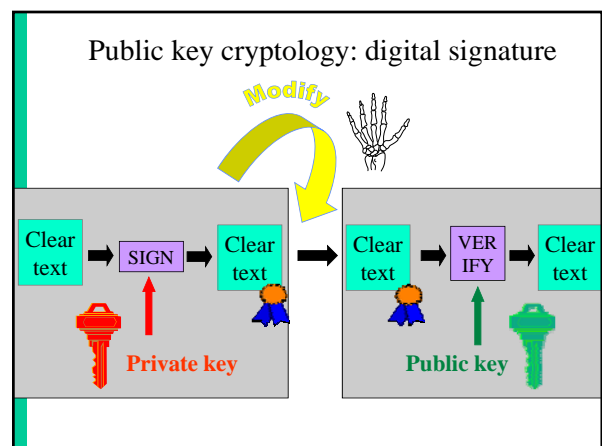 Public key cryptology: digital signature
Modify
Clear
text
SIGN
Clear
text
Private key
Clear
text
VER
IFY
Clear
text
Public key